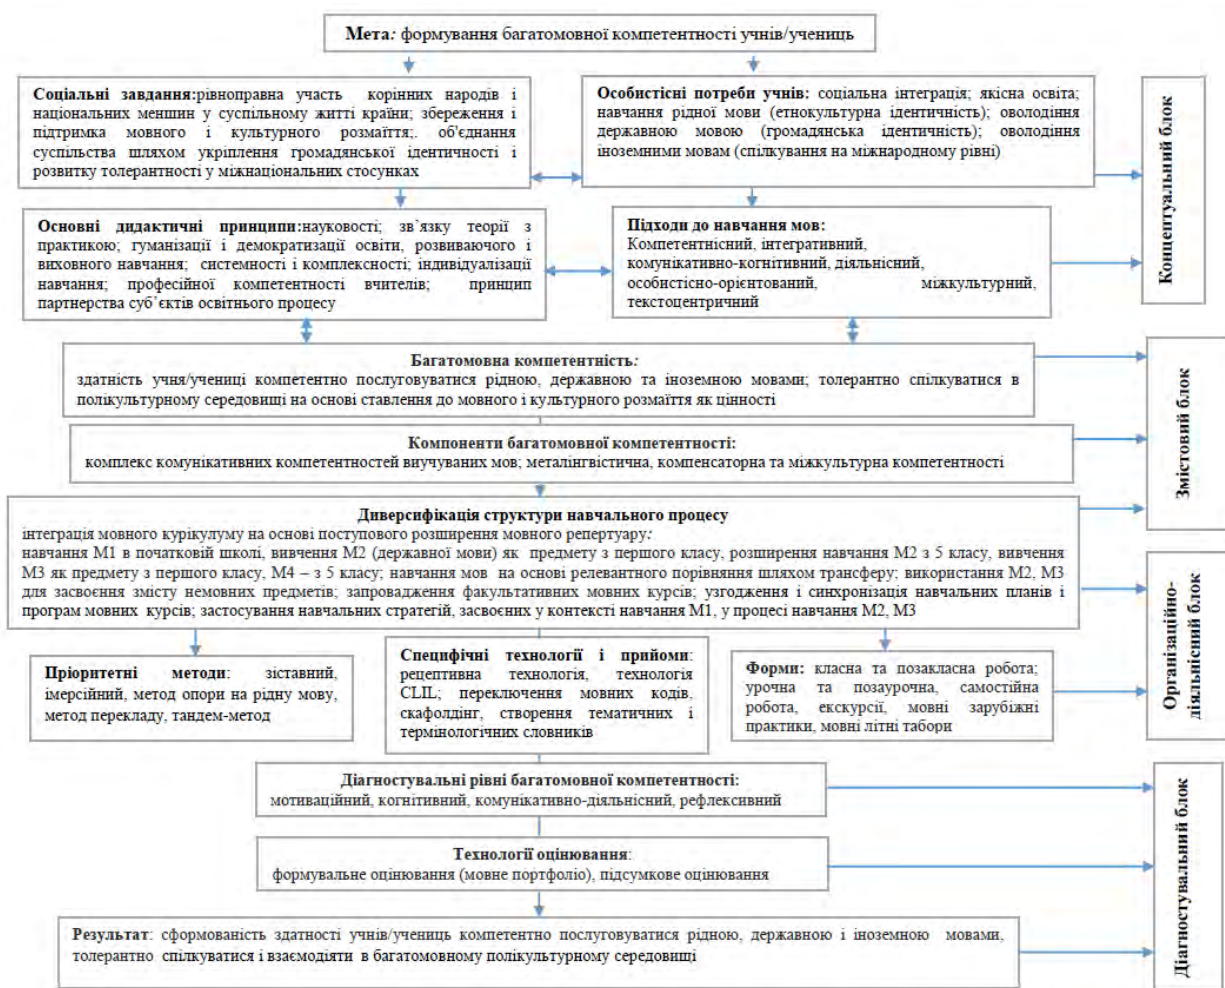 Мета: формування багатомовної компетентності учнів/учениць
Соціальні завдання:рівноправна участь корінних народів і
національних меншин у суспільному житті країни; збереження і
підтримка мовного і культурного розмаїття;. об'єднання
суспільства шляхом укріплення громадянської ідентичності і
розвитку толерантності у міжнаціональних стосунках
Особистісні потреби учнів: соціальна інтеграція; якісна освіта;
навчання рідної мови (етнокультурна ідентичність); оволодіння
державною мовою (громадянська ідентичність); оволодіння
іноземними мовам (спілкування на міжнародному рівні)
Концептуальний блок
Основні дидактичні принципи:науковості; зв’язку теорії з
практикою; гуманізації і демократизації освіти, розвиваючого і
виховного навчання; системності і комплексності; індивідуалізації
навчання; професійної компетентності вчителів; принцип
партнерства суб’єктів освітнього процесу
Підходи до навчання мов:
Компетентнісний, інтегративний,
комунікативно-когнітивний, діяльнісний,
особистісно-орієнтований, міжкультурний,
текстоцентричний
Багатомовна компетентність:
здатність учня/учениці компетентно послуговуватися рідною, державною та іноземною мовами; толерантно спілкуватися в
полікультурному середовищі на основі ставлення до мовного і культурного розмаїття як цінності
Змістовий блок
Компоненти багатомовної компетентності:
комплекс комунікативних компетентностей виучуваних мов; металінгвістична, компенсаторна та міжкультурна компетентності
Диверсифікація структури навчального процесу
інтеграція мовного курікулуму на основі поступового розширення мовного репертуару:
навчання М1 в початковій школі, вивчення М2 (державної мови) як предмету з першого класу, розширення навчання М2 з 5 класу, вивчення
М3 як предмету з першого класу, М4 – з 5 класу; навчання мов на основі релевантного порівняння шляхом трансферу; використання М2, М3
для засвоєння змісту немовних предметів; запровадження факультативних мовних курсів; узгодження і синхронізація навчальних планів і
програм мовних курсів; застосування навчальних стратегій, засвоєних у контексті навчання М1, у процесі навчання М2, М3
Організаційно-
діяльнісний блок
Пріоритетні методи: зіставний,
імерсійний, метод опори на рідну мову,
метод перекладу, тандем-метод
Специфічні технології і прийоми:
рецептивна технологія, технологія
CLIL; переключення мовних кодів,
скафолдінг, створення тематичних і
термінологічних словників
Форми: класна та позакласна робота;
урочна та позаурочна, самостійна
робота, екскурсії, мовні зарубіжні
практики, мовні літні табори
Діагностувальні рівні багатомовної компетентності:
мотиваційний, когнітивний, комунікативно-діяльнісний, рефлексивний
Діагностувальний блок
Технології оцінювання:
формувальне оцінювання (мовне портфоліо), підсумкове оцінювання
Результат: сформованість здатності учнів/учениць компетентно послуговуватися рідною, державною і іноземною мовами,
толерантно спілкуватися і взаємодіяти в багатомовному полікультурному середовищі